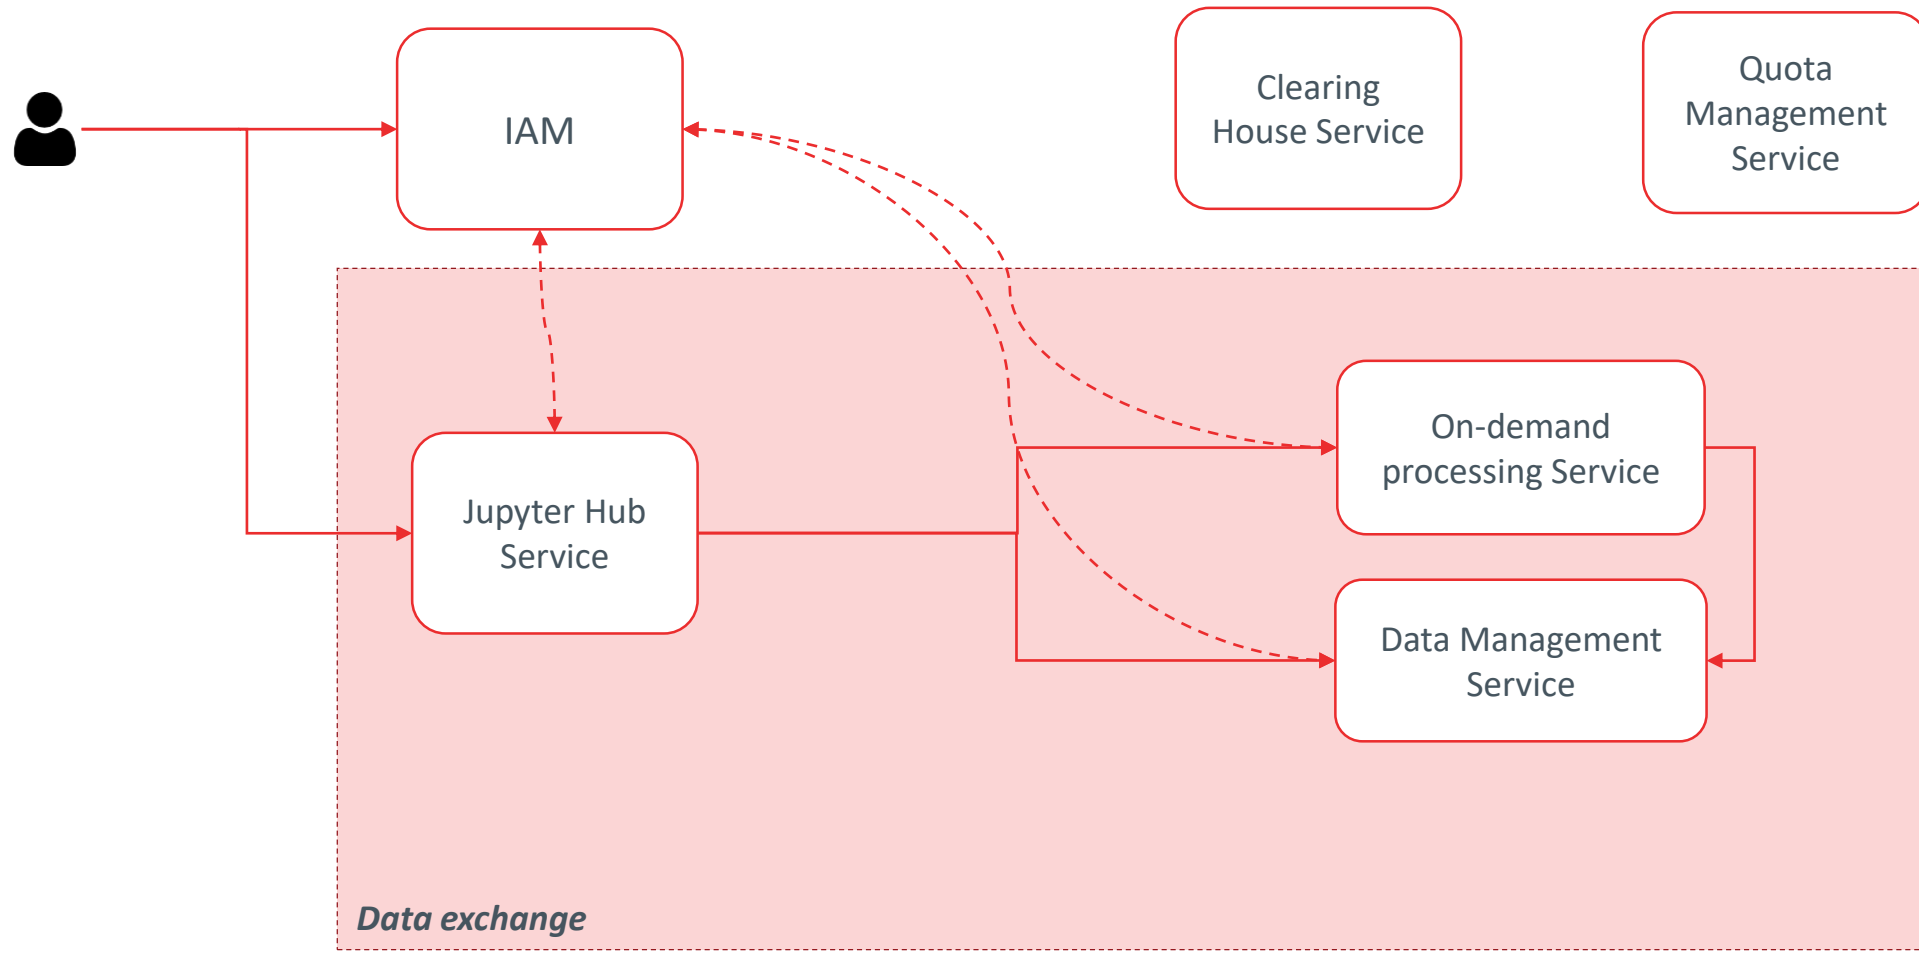 IAM
Clearing
House Service
Quota
Management
Service
Jupyter Hub
Service
On-demand
processing Service
Data Management
Service
Data exchange